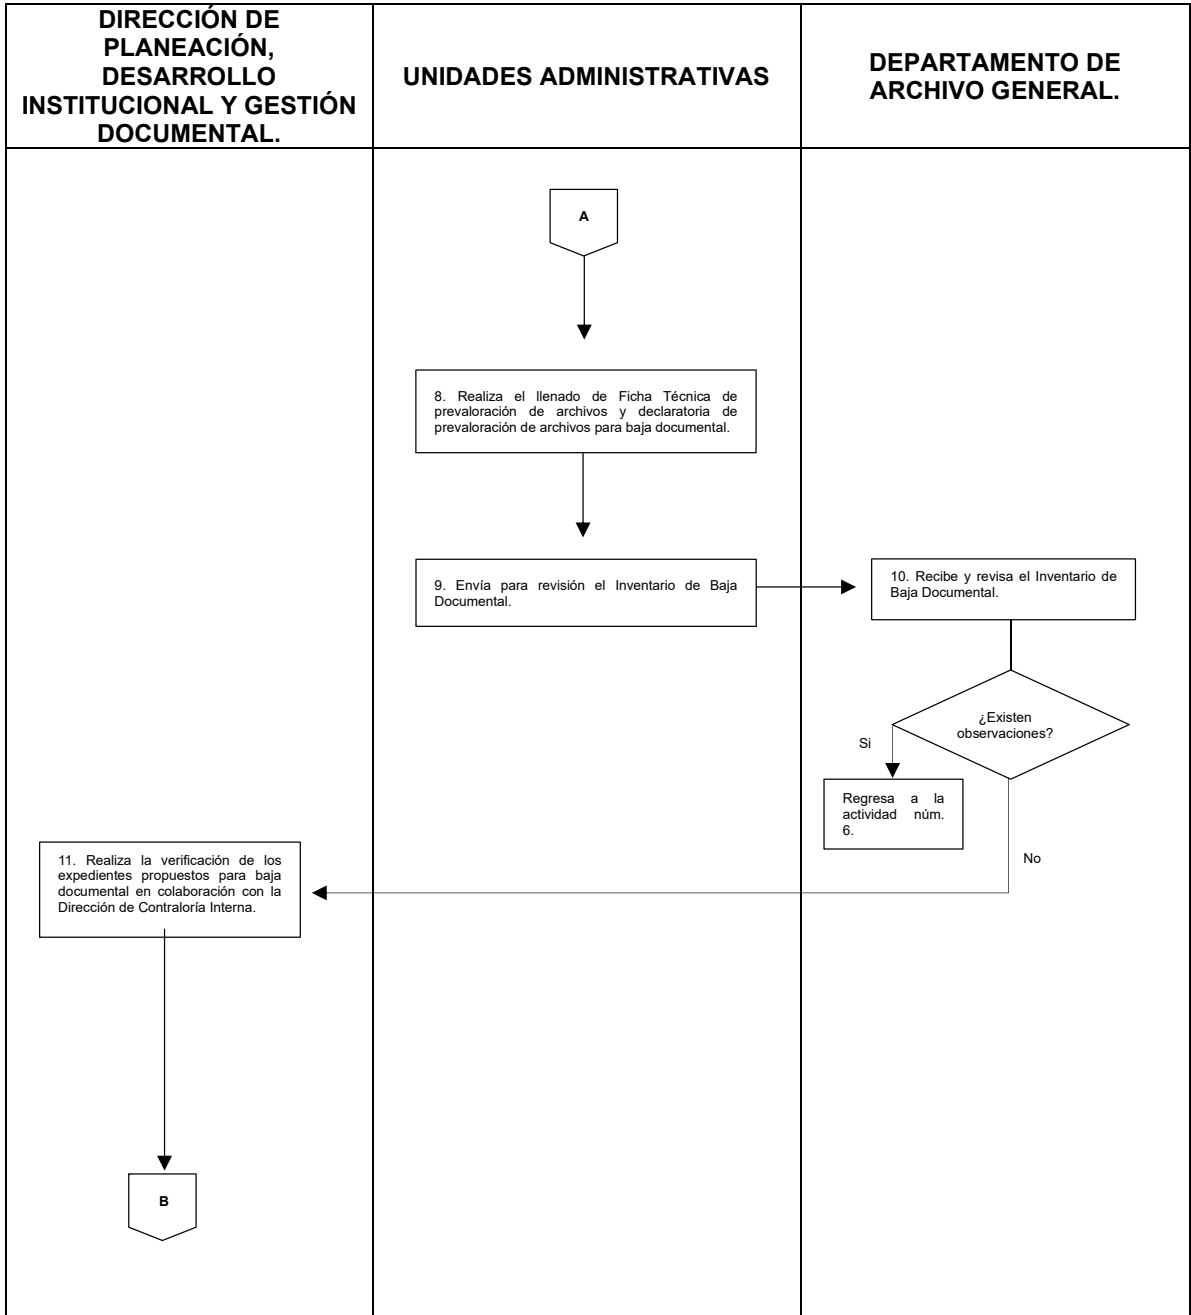 DIRECCIÓN DE
PLANEACIÓN,
DESARROLLO
INSTITUCIONAL Y GESTIÓN
DOCUMENTAL.
UNIDADES ADMINISTRATIVAS
DEPARTAMENTO DE
ARCHIVO GENERAL.
A
8. Realiza el llenado de Ficha Técnica de
prevaloración de archivos y declaratoria de
prevaloración de archivos para baja documental.
9. Envía para revisión el Inventario de Baja
Documental.
10. Recibe y revisa el Inventario de
Baja Documental.
¿Existen
observaciones?
Si
Regresa a la
actividad núm.
6.
No
11. Realiza la verificación de los
expedientes propuestos para baja
documental en colaboración con la
Dirección de Contraloría Interna.
B